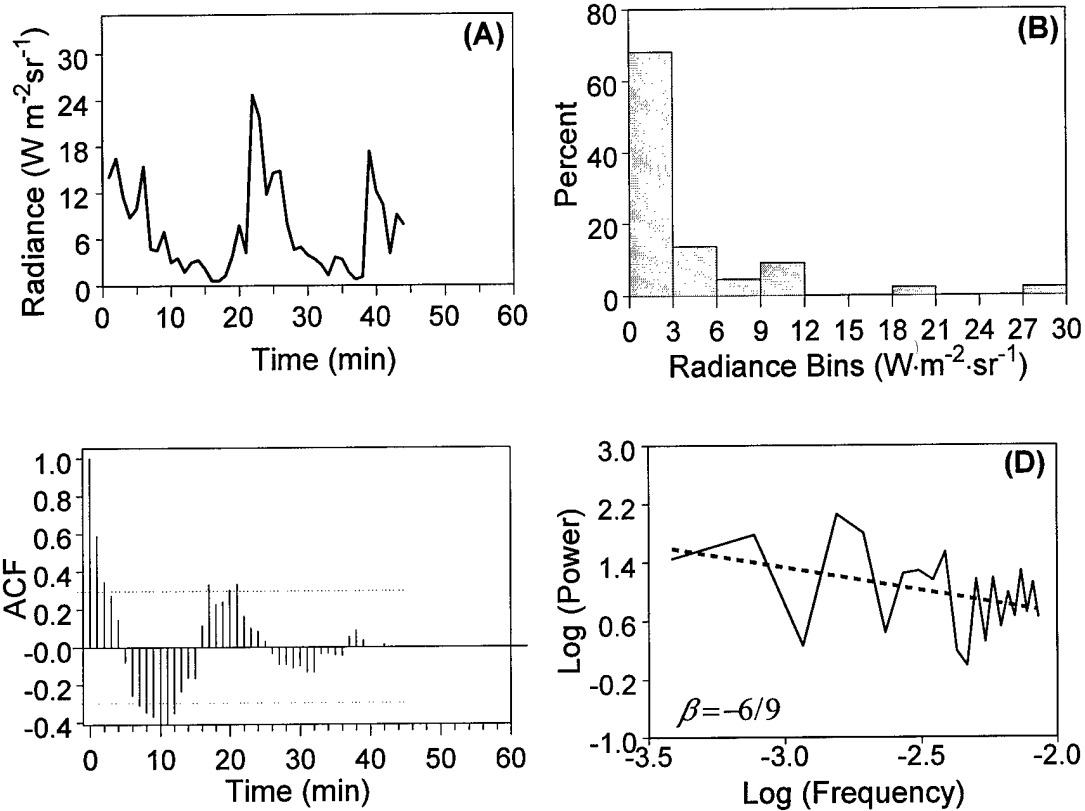 (A)
Radiance (W m-2sr-1)
30
24
18
12
6
0
0 10 20 30 40 50 60
Time (min)
(B)
Percent
80
60
40
20
0
0 3 6 9 12 15 18 21 24 27 30
Radiance Bins (W·m-2·sr-1)
ACF
1.0
0.8
0.6
0.4
0.2
-0.0
-0.2
-0.4
0 10 20 30 40 50 60
Time (min)
(D)
Log (Power)
3.0
2.2
1.4
0.6
-0.2
-1.0
β=-6/9
-3.5 -3.0 -2.5 -2.0
Log (Frequency)